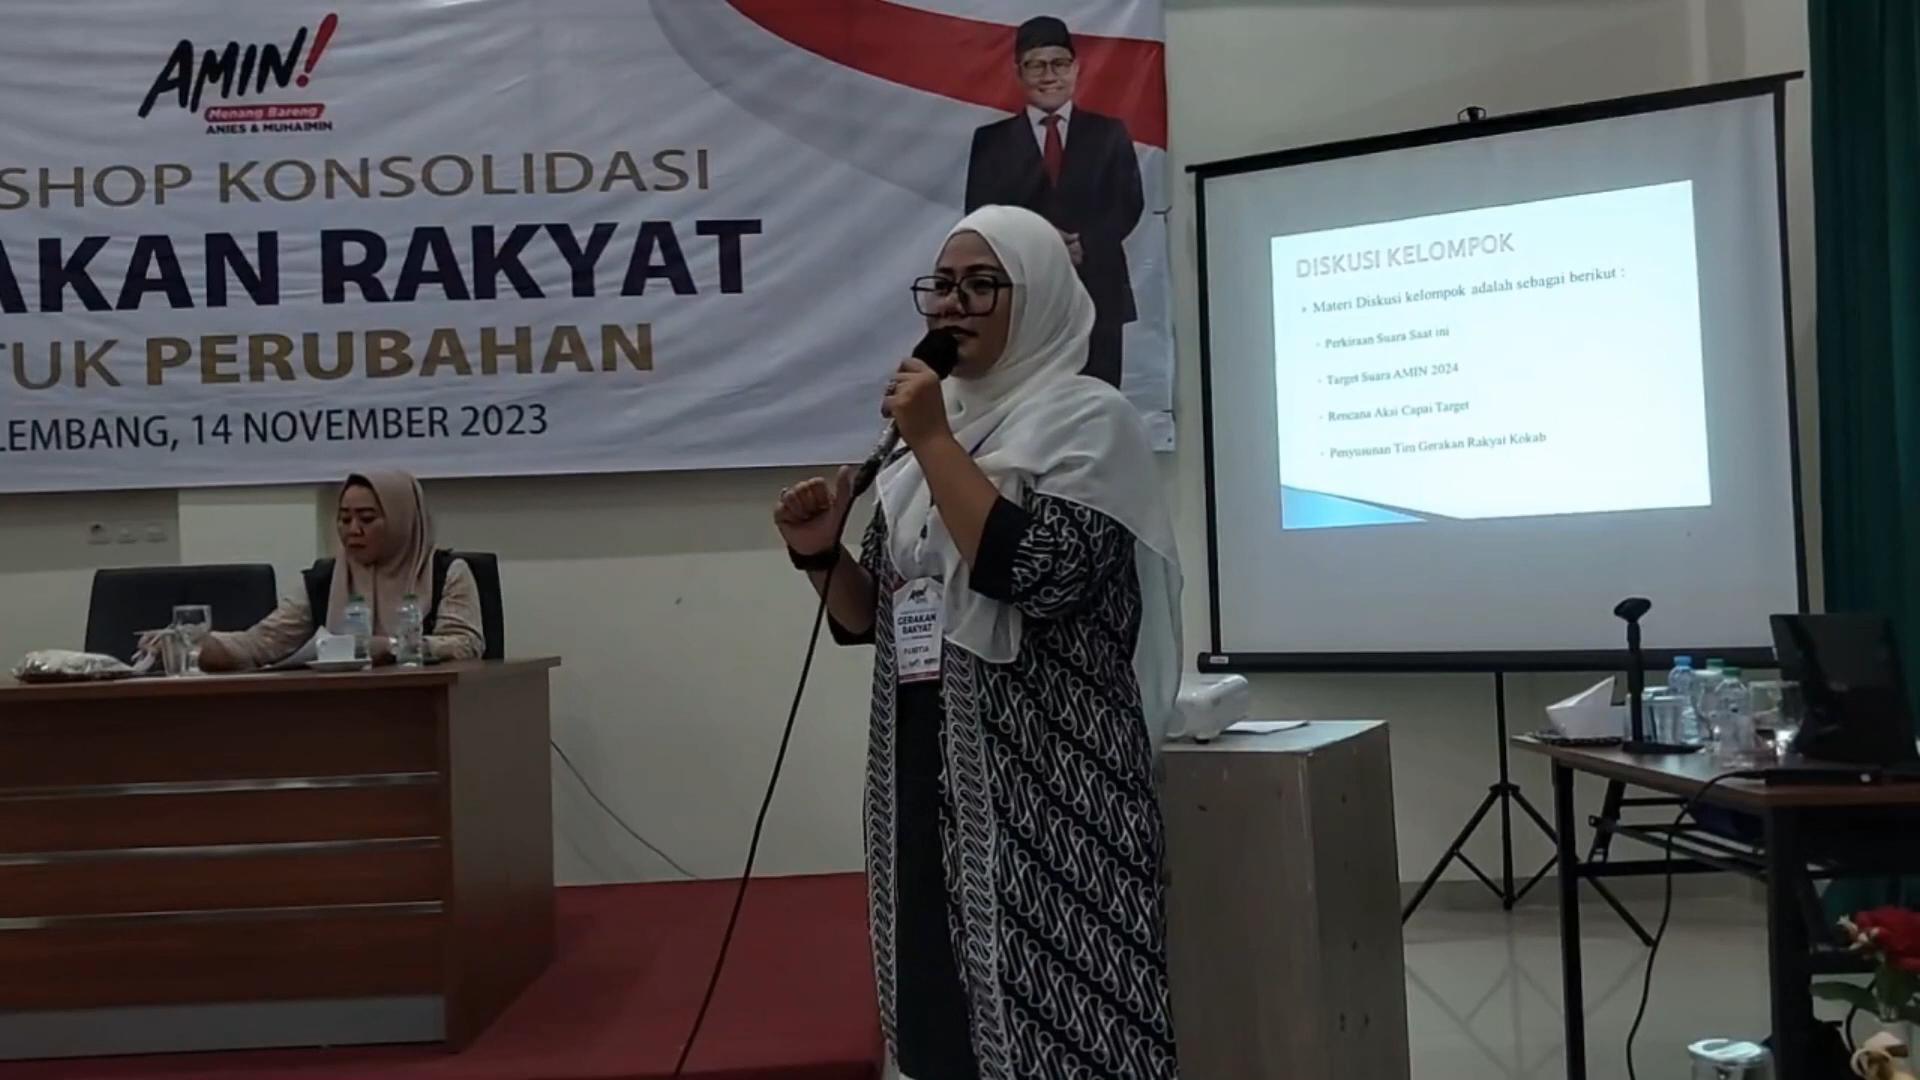 AMIN!
Menang Bareng
ANIES & MUHAIMIN
SHOP KONSOLIDASI
AKAN RAKYAT
TUK PERUBAHAN
LEMBANG, 14 NOVEMBER 2023
DISKUSI KELOMPOK
Materi Diskusi kelompok adalah sebagai berikut :
Perkiraan Suara Saat ini
Target Suara AMIN 2024
Rencana Aksi Capai Target
Penyusunan Tim Gerakan Rakyat Kokab
AMIN!
GERAKAN
RAKYAT
PANITIA